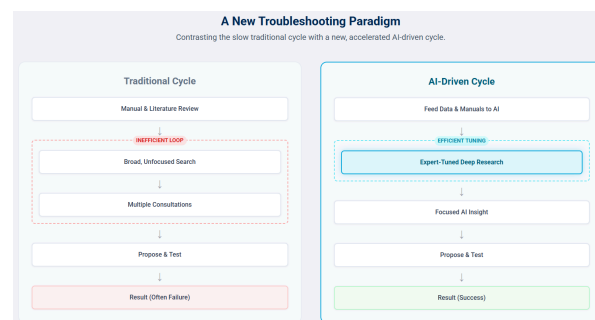 A New Troubleshooting Paradigm
Contrasting the slow traditional cycle with a new, accelerated AI-driven cycle.
Traditional Cycle
Manual & Literature Review
↓
INEFFICIENT LOOP
Broad, Unfocused Search
↓
Multiple Consultations
↓
Propose & Test
↓
Result (Often Failure)
AI-Driven Cycle
Feed Data & Manuals to AI
↓
EFFICIENT TUNING
Expert-Tuned Deep Research
↓
Focused AI Insight
↓
Propose & Test
↓
Result (Success)